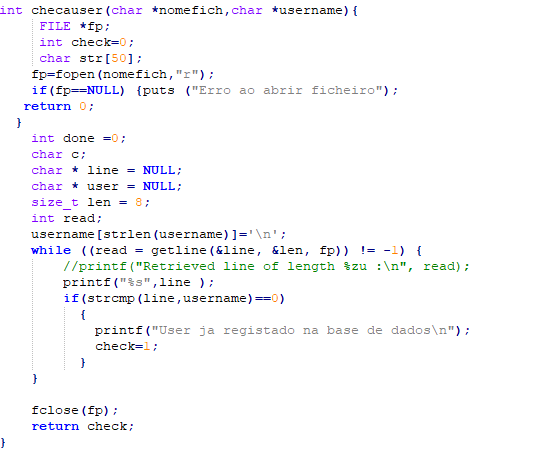 int checauser(char *nomefich,char *username){
FILE *fp;
int check=0;
char str[50];
fp=fopen(nomefich,"r");
if(fp==NULL) {puts ("Erro ao abrir ficheiro");
return 0;
}
int done =0;
char c;
char * line = NULL;
char * user = NULL;
size_t len = 8;
int read;
username[strlen(username)]='\n';
while ((read = getline(&line, &len, fp)) != -1) {
//printf("Retrieved line of length %zu :\n", read);
printf("%s",line );
if(strcmp(line,username)==0)
{
printf("User ja registado na base de dados\n");
check=1;
}
}
fclose(fp);
return check;
}